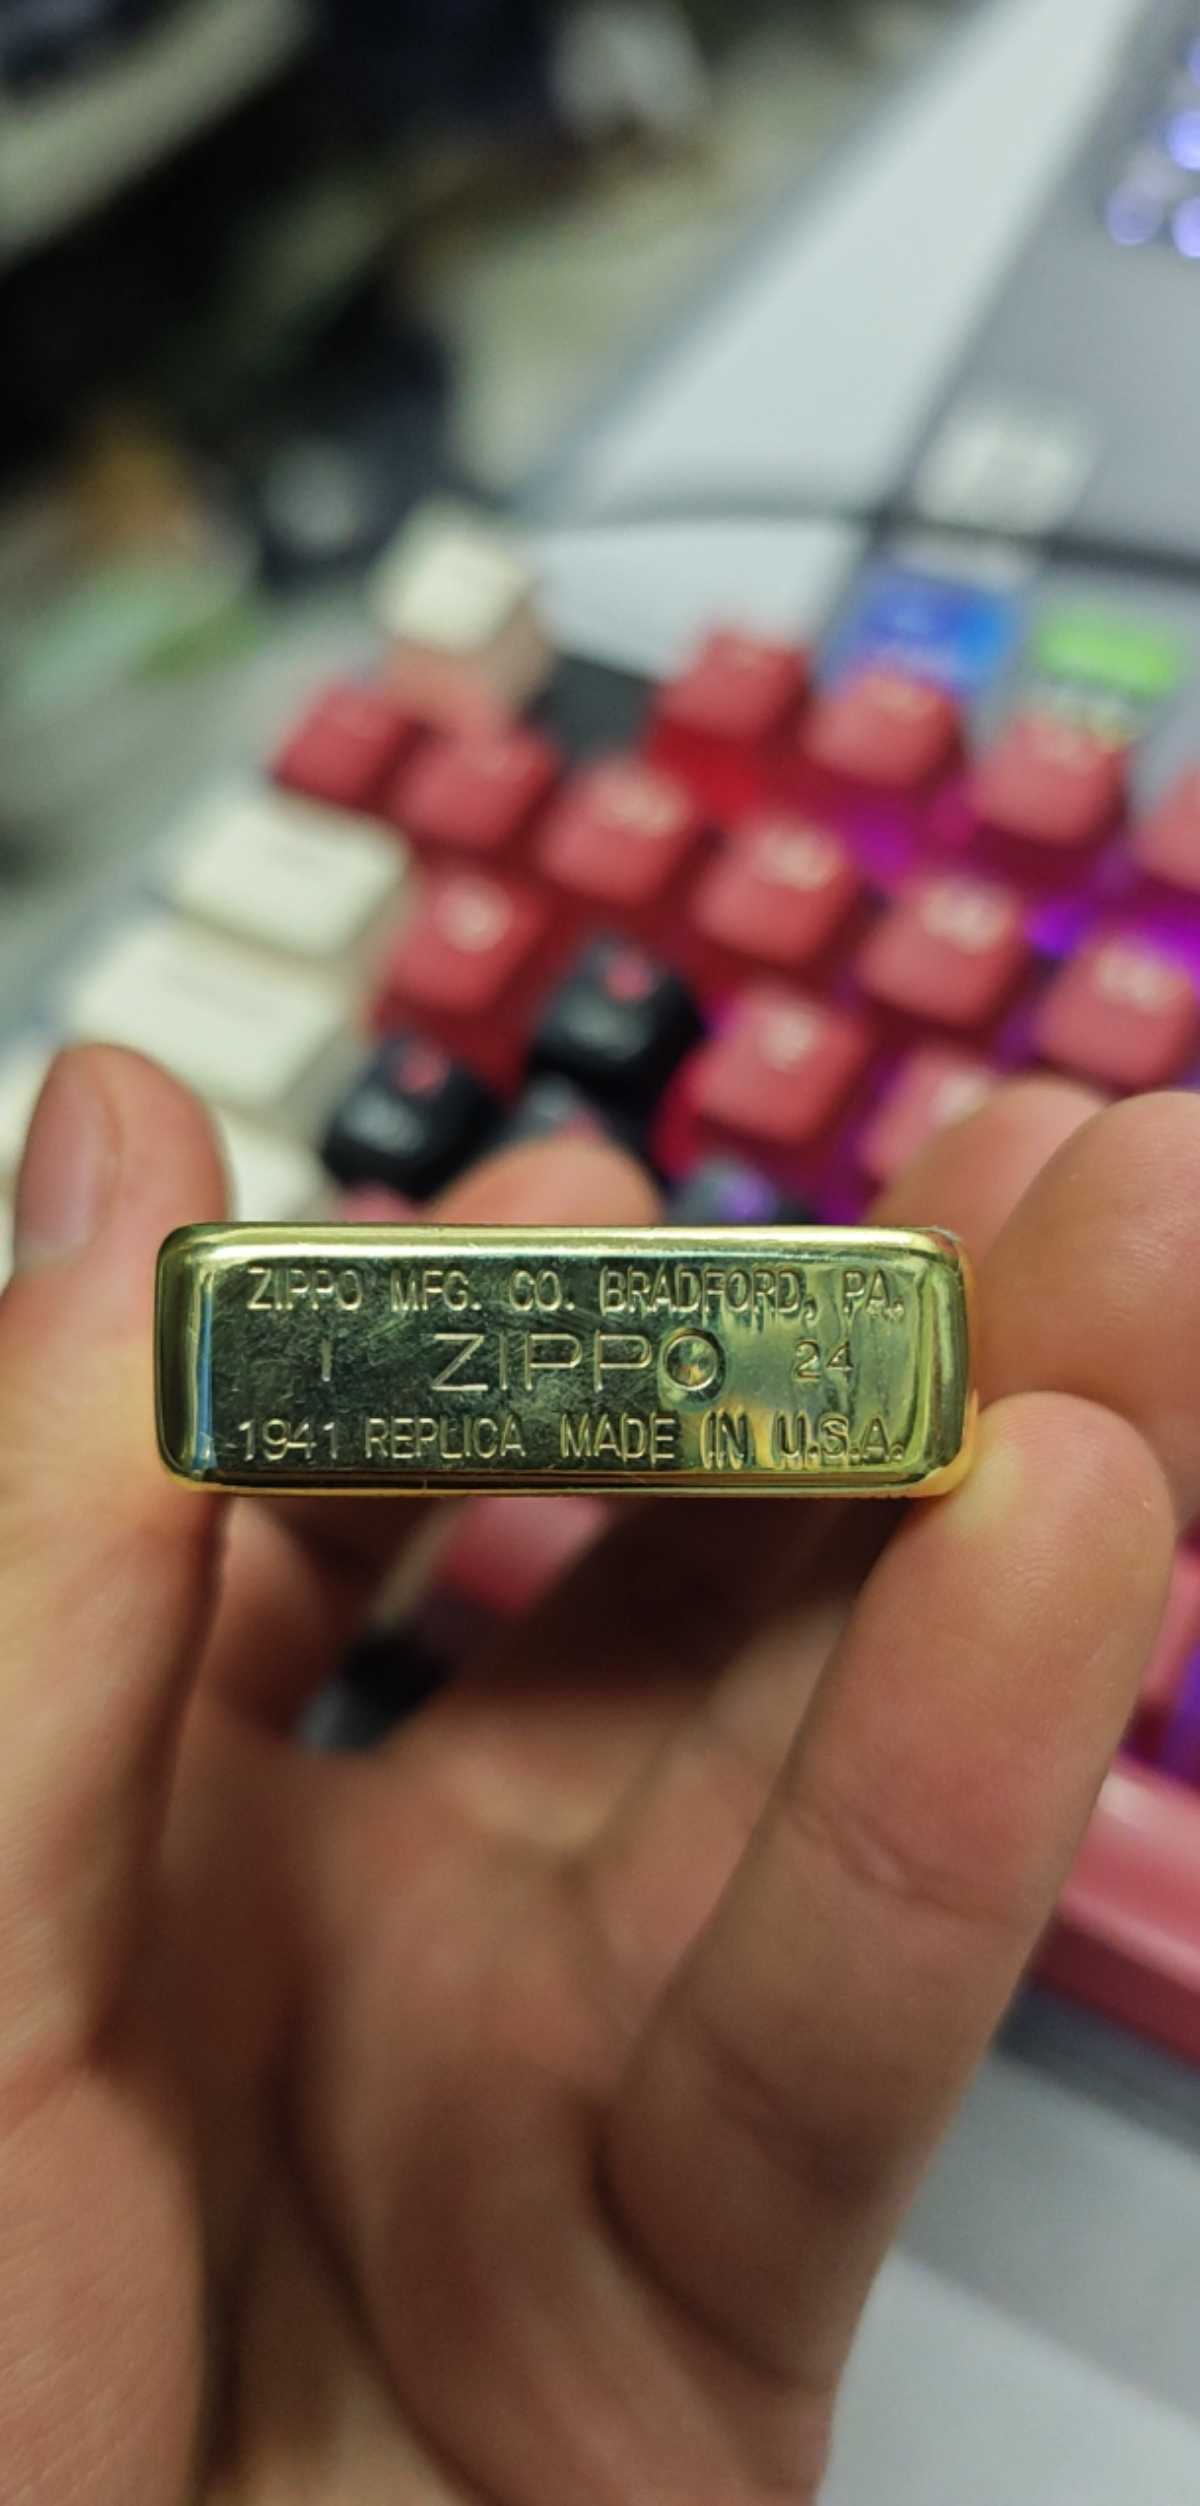 ZIPPO MFG. CO. BRADFORD, PA.
I ZIPPO 24
1941 REPLICA MADE IN U.S.A.